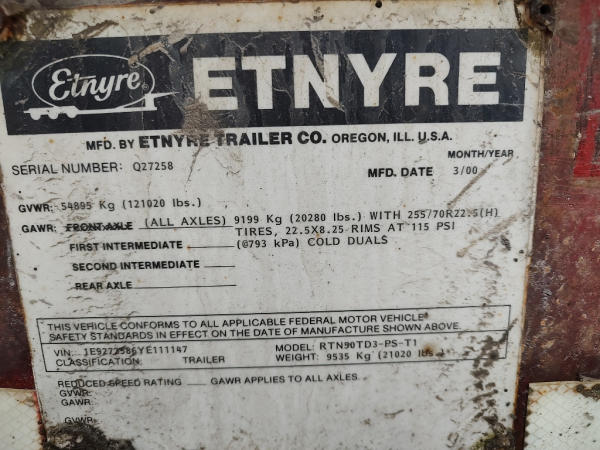 Etnyre ETNYRE
MFD. BY ETNYRE TRAILER CO. OREGON, ILL. U.S.A.
MONTH/YEAR
SERIAL NUMBER: Q27258 MFD. DATE 3/00
GVWR: 54895 Kg (121020 lbs.)
GAWR: FRONT AXLE (ALL AXLES) 9199 Kg (20280 lbs.) WITH 255/70R22.5(H)
TIRES, 22.5X8.25 RIMS AT 115 PSI
FIRST INTERMEDIATE (@793 kPa) COLD DUALS
SECOND INTERMEDIATE
REAR AXLE
THIS VEHICLE CONFORMS TO ALL APPLICABLE FEDERAL MOTOR VEHICLE
SAFETY STANDARDS IN EFFECT ON THE DATE OF MANUFACTURE SHOWN ABOVE.
VIN: 1E9272586YE111147 MODEL: RTN90TD3-PS-T1
CLASSIFICATION: TRAILER WEIGHT: 9535 Kg (21020 lbs.)
REDUCED SPEED RATING GAWR APPLIES TO ALL AXLES.
GVWR:
GAWR:
GVWR: